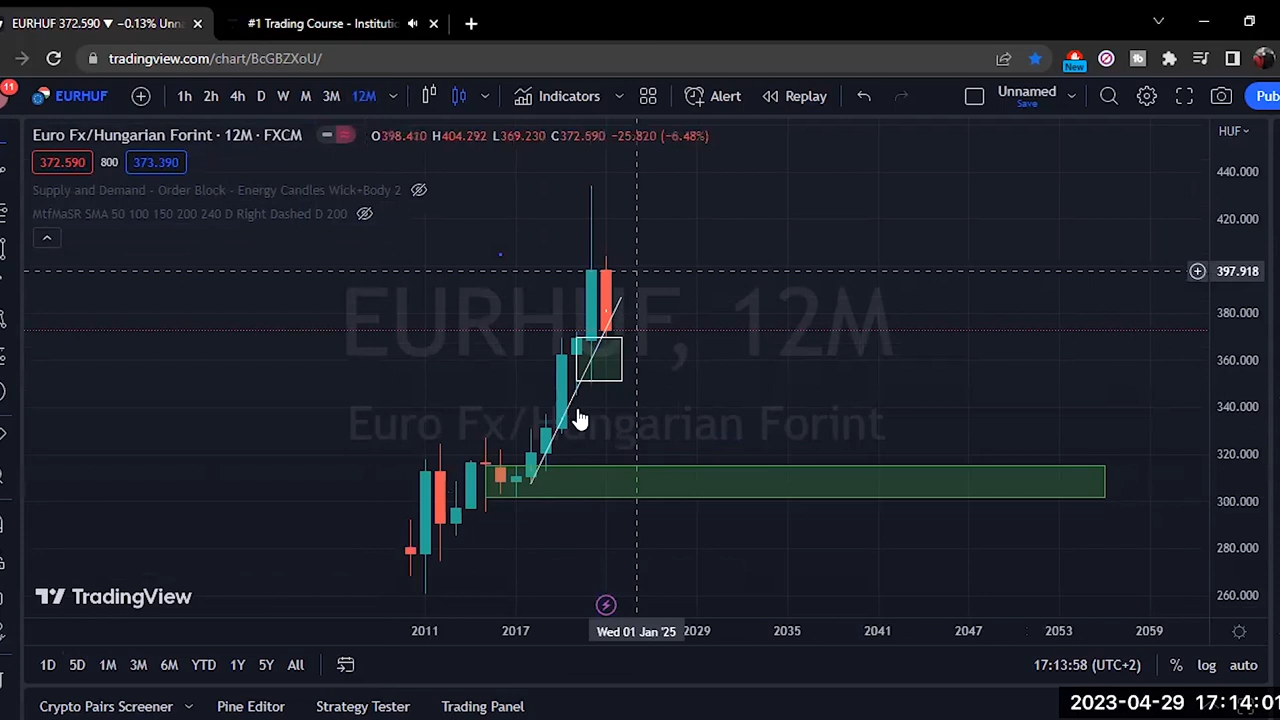 EURHUF 372.590 ▼ −0.13% Unna
#1 Trading Course - Instituti
tradingview.com/chart/BcGBZXoU/
New
11
EURHUF
1h 2h 4h D W M 3M 12M
Indicators
Alert
Replay
Unnamed
Save
Pub
Euro Fx/Hungarian Forint · 12M · FXCM
O398.410 H404.292 L369.230 C372.590 −25.820 (−6.48%)
HUF
372.590 800 373.390
Supply and Demand - Order Block - Energy Candles Wick+Body 2
MtfMaSR SMA 50 100 150 200 240 D Right Dashed D 200
440.000
420.000
397.918
380.000
360.000
340.000
320.000
300.000
280.000
260.000
EURHUF, 12M
Euro Fx/Hungarian Forint
TradingView
2011 2017 Wed 01 Jan '25 2029 2035 2041 2047 2053 2059
1D 5D 1M 3M 6M YTD 1Y 5Y All
17:13:58 (UTC+2) % log auto
Crypto Pairs Screener Pine Editor Strategy Tester Trading Panel
2023-04-29 17:14:01